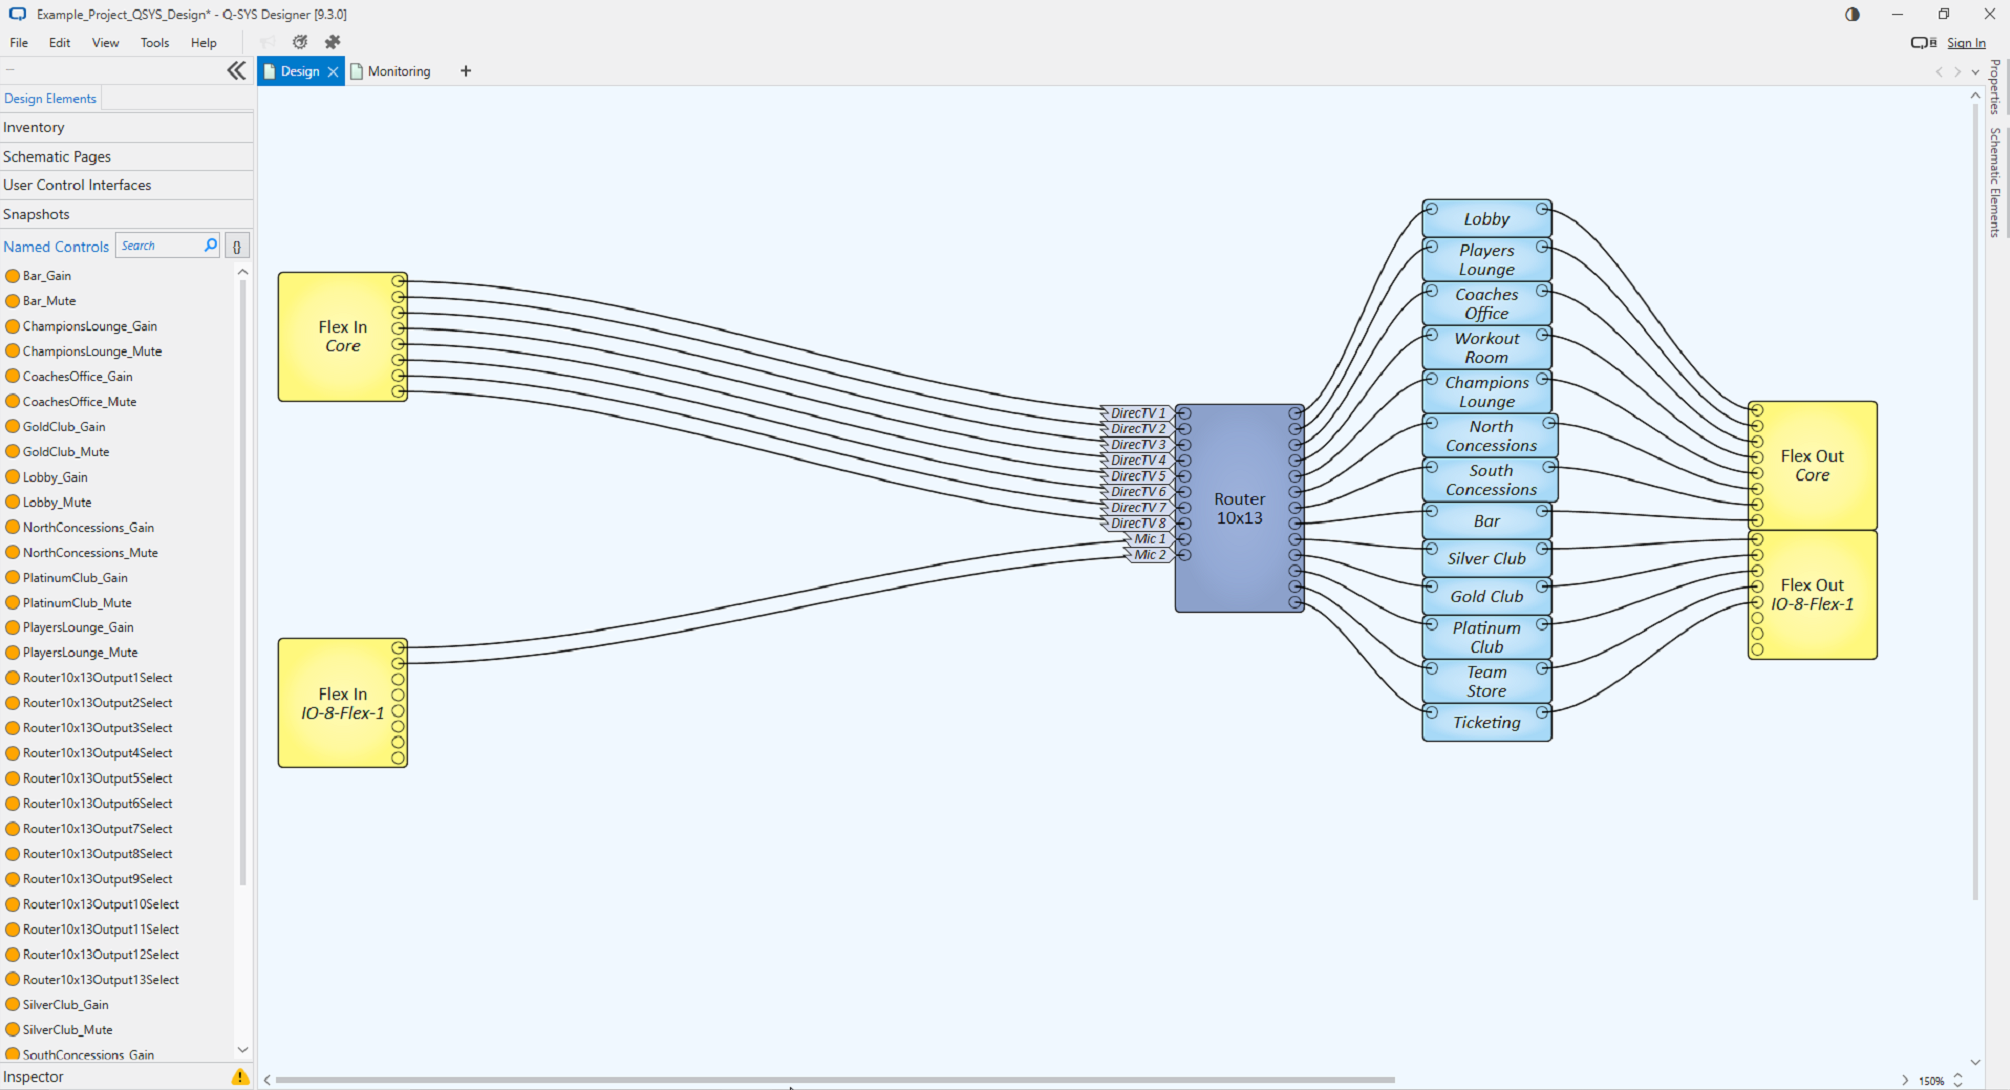 Example_Project_QSYS_Design* - Q-SYS Designer [9.3.0]
File Edit View Tools Help
Sign In
Design Monitoring +
Properties
Schematic Elements
Design Elements
Inventory
Schematic Pages
User Control Interfaces
Snapshots
Named Controls Search {}
Bar_Gain
Bar_Mute
ChampionsLounge_Gain
ChampionsLounge_Mute
CoachesOffice_Gain
CoachesOffice_Mute
GoldClub_Gain
GoldClub_Mute
Lobby_Gain
Lobby_Mute
NorthConcessions_Gain
NorthConcessions_Mute
PlatinumClub_Gain
PlatinumClub_Mute
PlayersLounge_Gain
PlayersLounge_Mute
Router10x13Output1Select
Router10x13Output2Select
Router10x13Output3Select
Router10x13Output4Select
Router10x13Output5Select
Router10x13Output6Select
Router10x13Output7Select
Router10x13Output8Select
Router10x13Output9Select
Router10x13Output10Select
Router10x13Output11Select
Router10x13Output12Select
Router10x13Output13Select
SilverClub_Gain
SilverClub_Mute
SouthConcessions_Gain
Inspector
Flex In
Core
Flex In
IO-8-Flex-1
DirecTV 1
DirecTV 2
DirecTV 3
DirecTV 4
DirecTV 5
DirecTV 6
DirecTV 7
DirecTV 8
Mic 1
Mic 2
Router
10x13
Lobby
Players
Lounge
Coaches
Office
Workout
Room
Champions
Lounge
North
Concessions
South
Concessions
Bar
Silver Club
Gold Club
Platinum
Club
Team
Store
Ticketing
Flex Out
Core
Flex Out
IO-8-Flex-1
150%